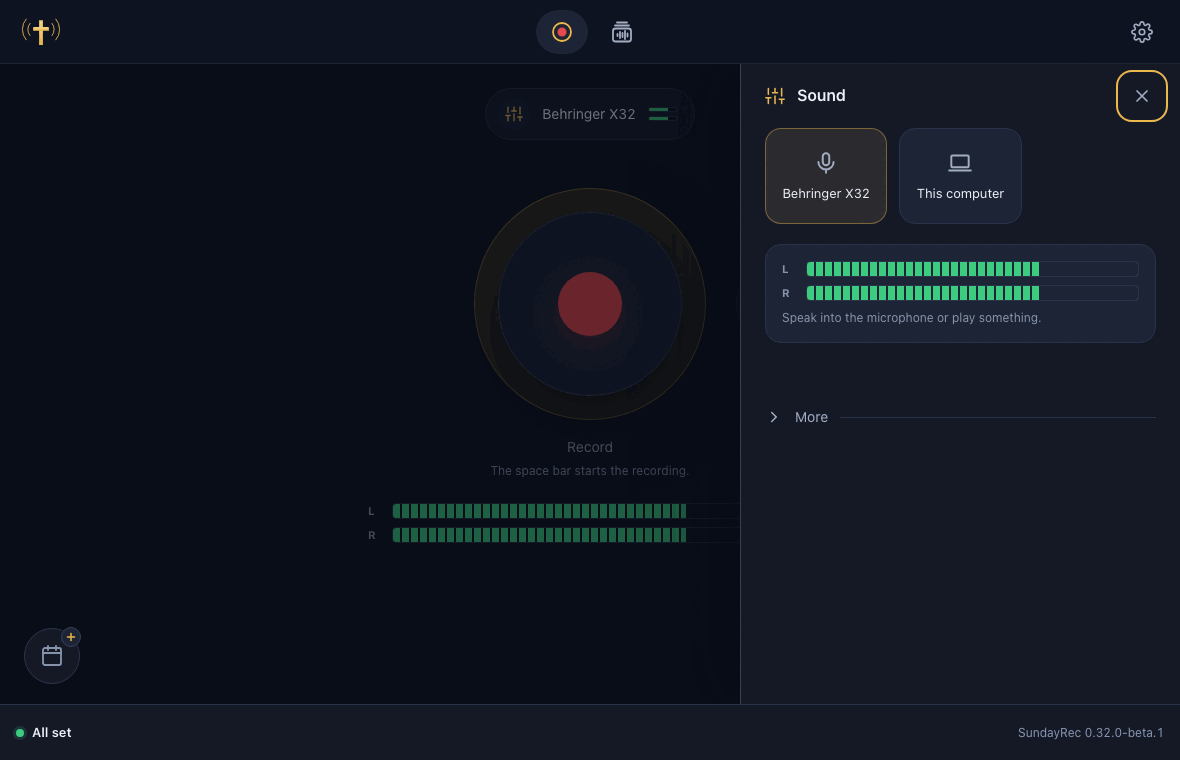 Behringer X32
Record
The space bar starts the recording.
L
R
Sound
Behringer X32
This computer
L
R
Speak into the microphone or play something.
More
All set
SundayRec 0.32.0-beta.1